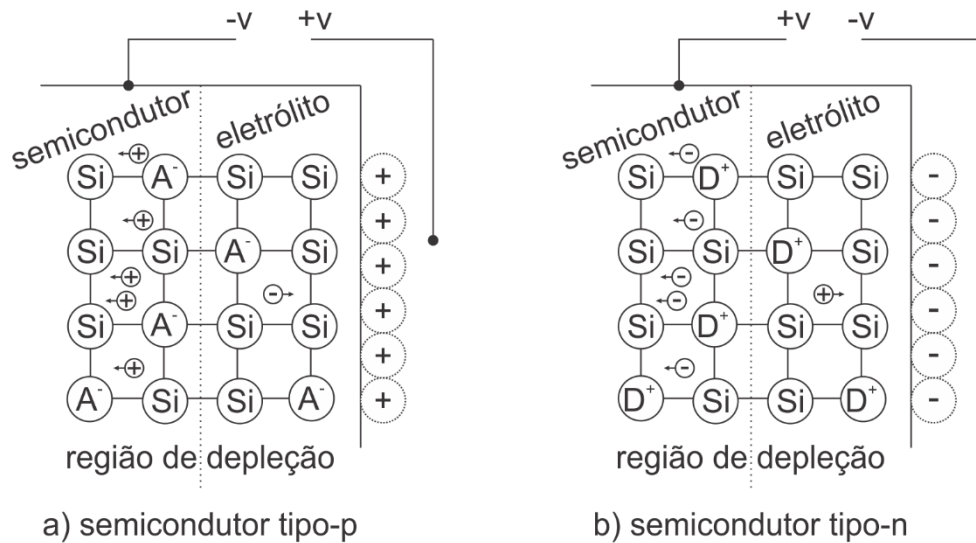 -v +v
semicondutor eletrólito
+ + + + + +
Si A⁻ Si Si
Si Si A⁻ Si
-
Si A⁻ Si Si
A⁻ Si Si A⁻
+ + + + + +
região de depleção
a) semicondutor tipo-p
+v -v
semicondutor eletrólito
- - - - - -
Si D⁺ Si Si
Si Si D⁺ Si
+
Si D⁺ Si Si
D⁺ Si Si D⁺
- - - - -
região de depleção
b) semicondutor tipo-n